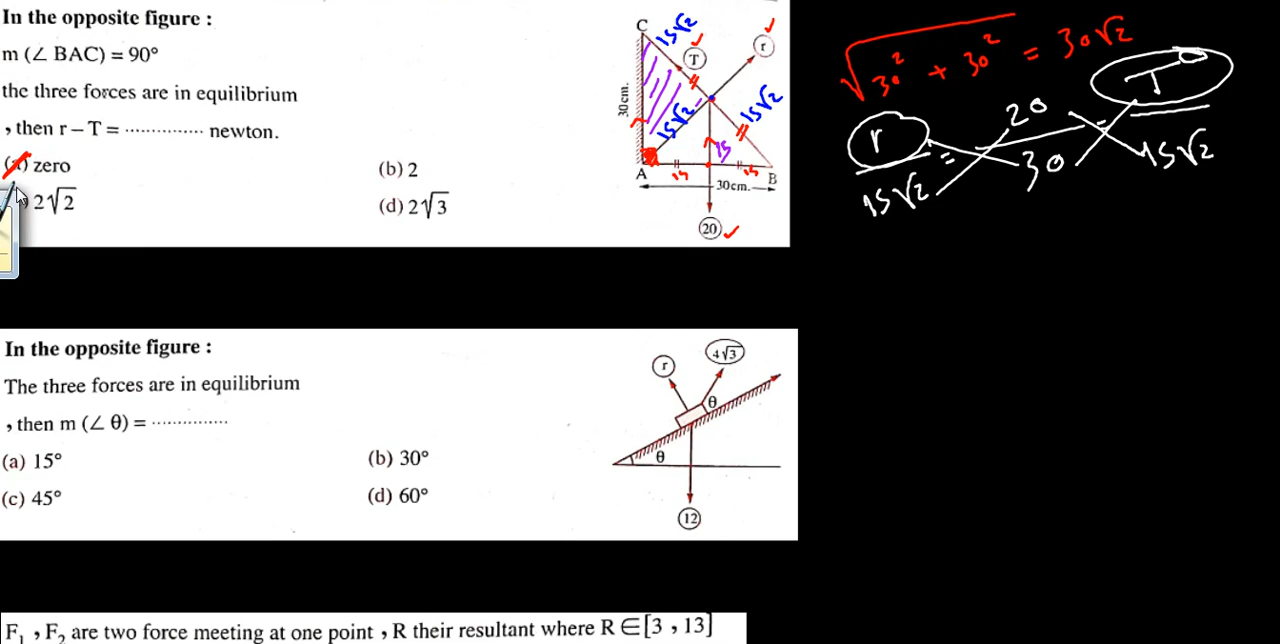 In the opposite figure :
m (∠ BAC) = 90°
the three forces are in equilibrium
, then r – T = ............... newton.
zero
(b) 2
2√2
(d) 2√3
C
15√2
T
r
30cm.
15√2
15√2
15
A
15
15
B
30cm.
20
√30² + 30² = 30√2
r = 20 = T
15√2 30 15√2
In the opposite figure :
The three forces are in equilibrium
, then m (∠ θ) = ...............
(a) 15°
(b) 30°
(c) 45°
(d) 60°
r
4√3
θ
θ
12
F₁ , F₂ are two force meeting at one point , R their resultant where R ∈ [3 , 13]